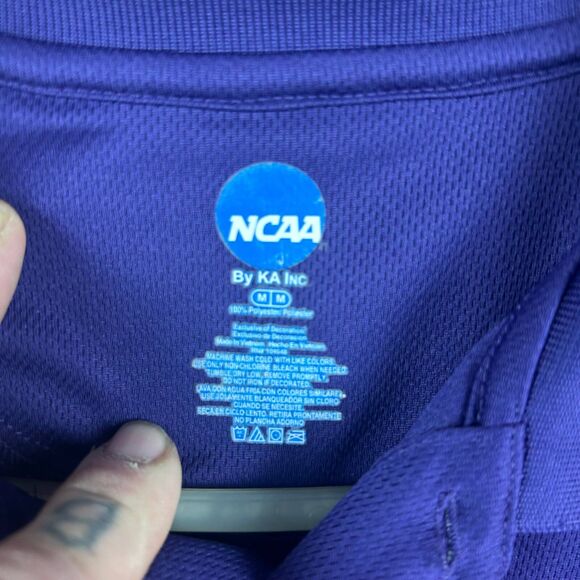 NCAA
By KA INC
M M
100% Polyester Poliester
Exclusive of Decoration
Exclusivo de Decoración
Made in Vietnam Hecho En Vietnam
MACHINE WASH COLD WITH LIKE COLORS.
USE ONLY NON-CHLORINE BLEACH WHEN NEEDED.
TUMBLE DRY LOW, REMOVE PROMPTLY.
DO NOT IRON IF DECORATED.
LAVA CON AGUA FRIA CON COLORES SIMILARES.
USE SOLAMENTE BLANQUEADOR SIN CLORO
CUANDO SE NECESITE.
SECA EN CICLO LENTO. RETIRA PRONTAMENTE
NO PLANCHA ADORNO